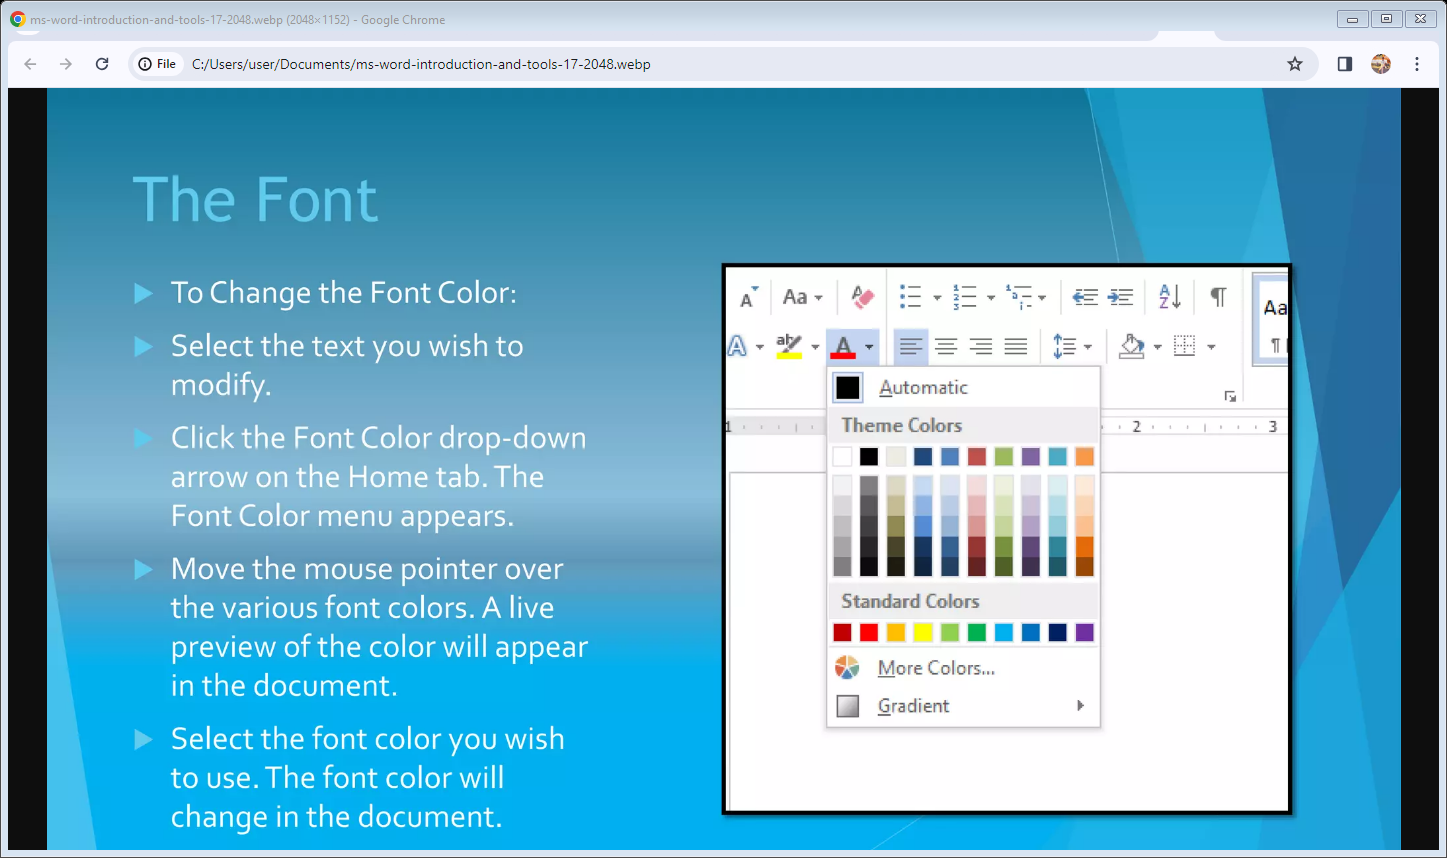 ms-word-introduction-and-tools-17-2048.webp (2048×1152) - Google Chrome
File
C:/Users/user/Documents/ms-word-introduction-and-tools-17-2048.webp
The Font
To Change the Font Color:
Select the text you wish to
modify.
Click the Font Color drop-down
arrow on the Home tab. The
Font Color menu appears.
Move the mouse pointer over
the various font colors. A live
preview of the color will appear
in the document.
Select the font color you wish
to use. The font color will
change in the document.
Aa
Aa
Automatic
Theme Colors
1 2 3
Standard Colors
More Colors...
Gradient